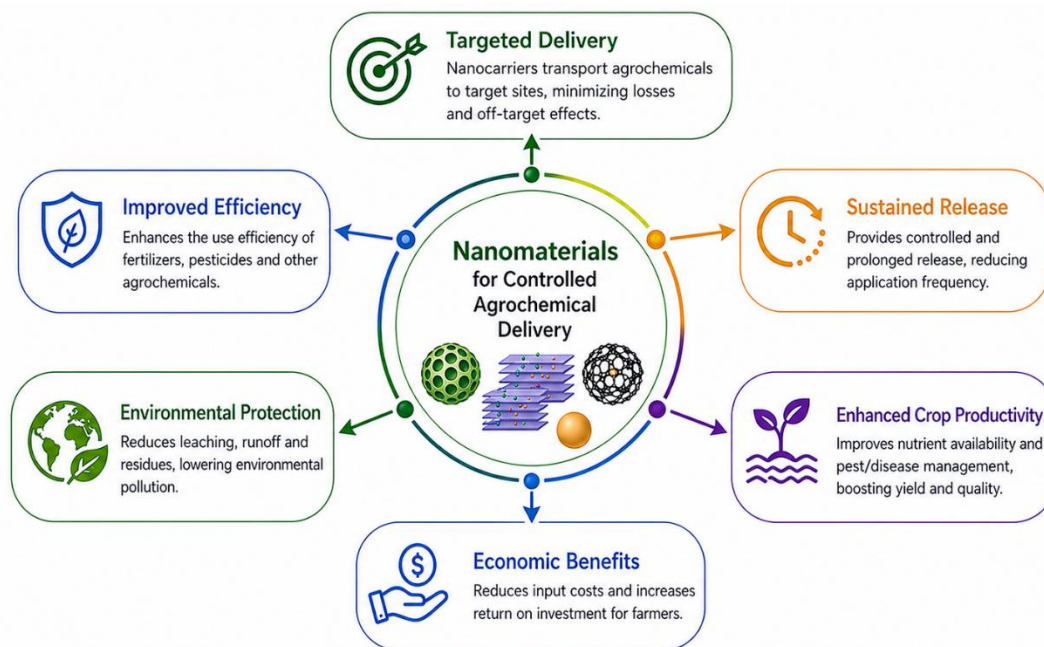 Targeted Delivery
Nanocarriers transport agrochemicals
to target sites, minimizing losses
and off-target effects.
Improved Efficiency
Enhances the use efficiency of
fertilizers, pesticides and other
agrochemicals.
Nanomaterials
for Controlled
Agrochemical
Delivery
Sustained Release
Provides controlled and
prolonged release, reducing
application frequency.
Environmental Protection
Reduces leaching, runoff and
residues, lowering environmental
pollution.
Enhanced Crop Productivity
Improves nutrient availability and
pest/disease management,
boosting yield and quality.
$
Economic Benefits
Reduces input costs and increases
return on investment for farmers.